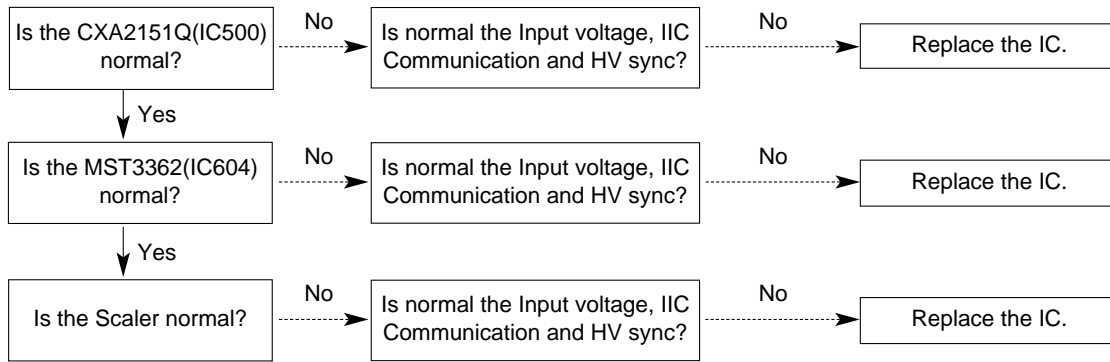 Is the CXA2151Q(IC500)
normal?
No
Is normal the Input voltage, IIC
Communication and HV sync?
No
Replace the IC.
Yes
Is the MST3362(IC604)
normal?
No
Is normal the Input voltage, IIC
Communication and HV sync?
No
Replace the IC.
Yes
Is the Scaler normal?
No
Is normal the Input voltage, IIC
Communication and HV sync?
No
Replace the IC.